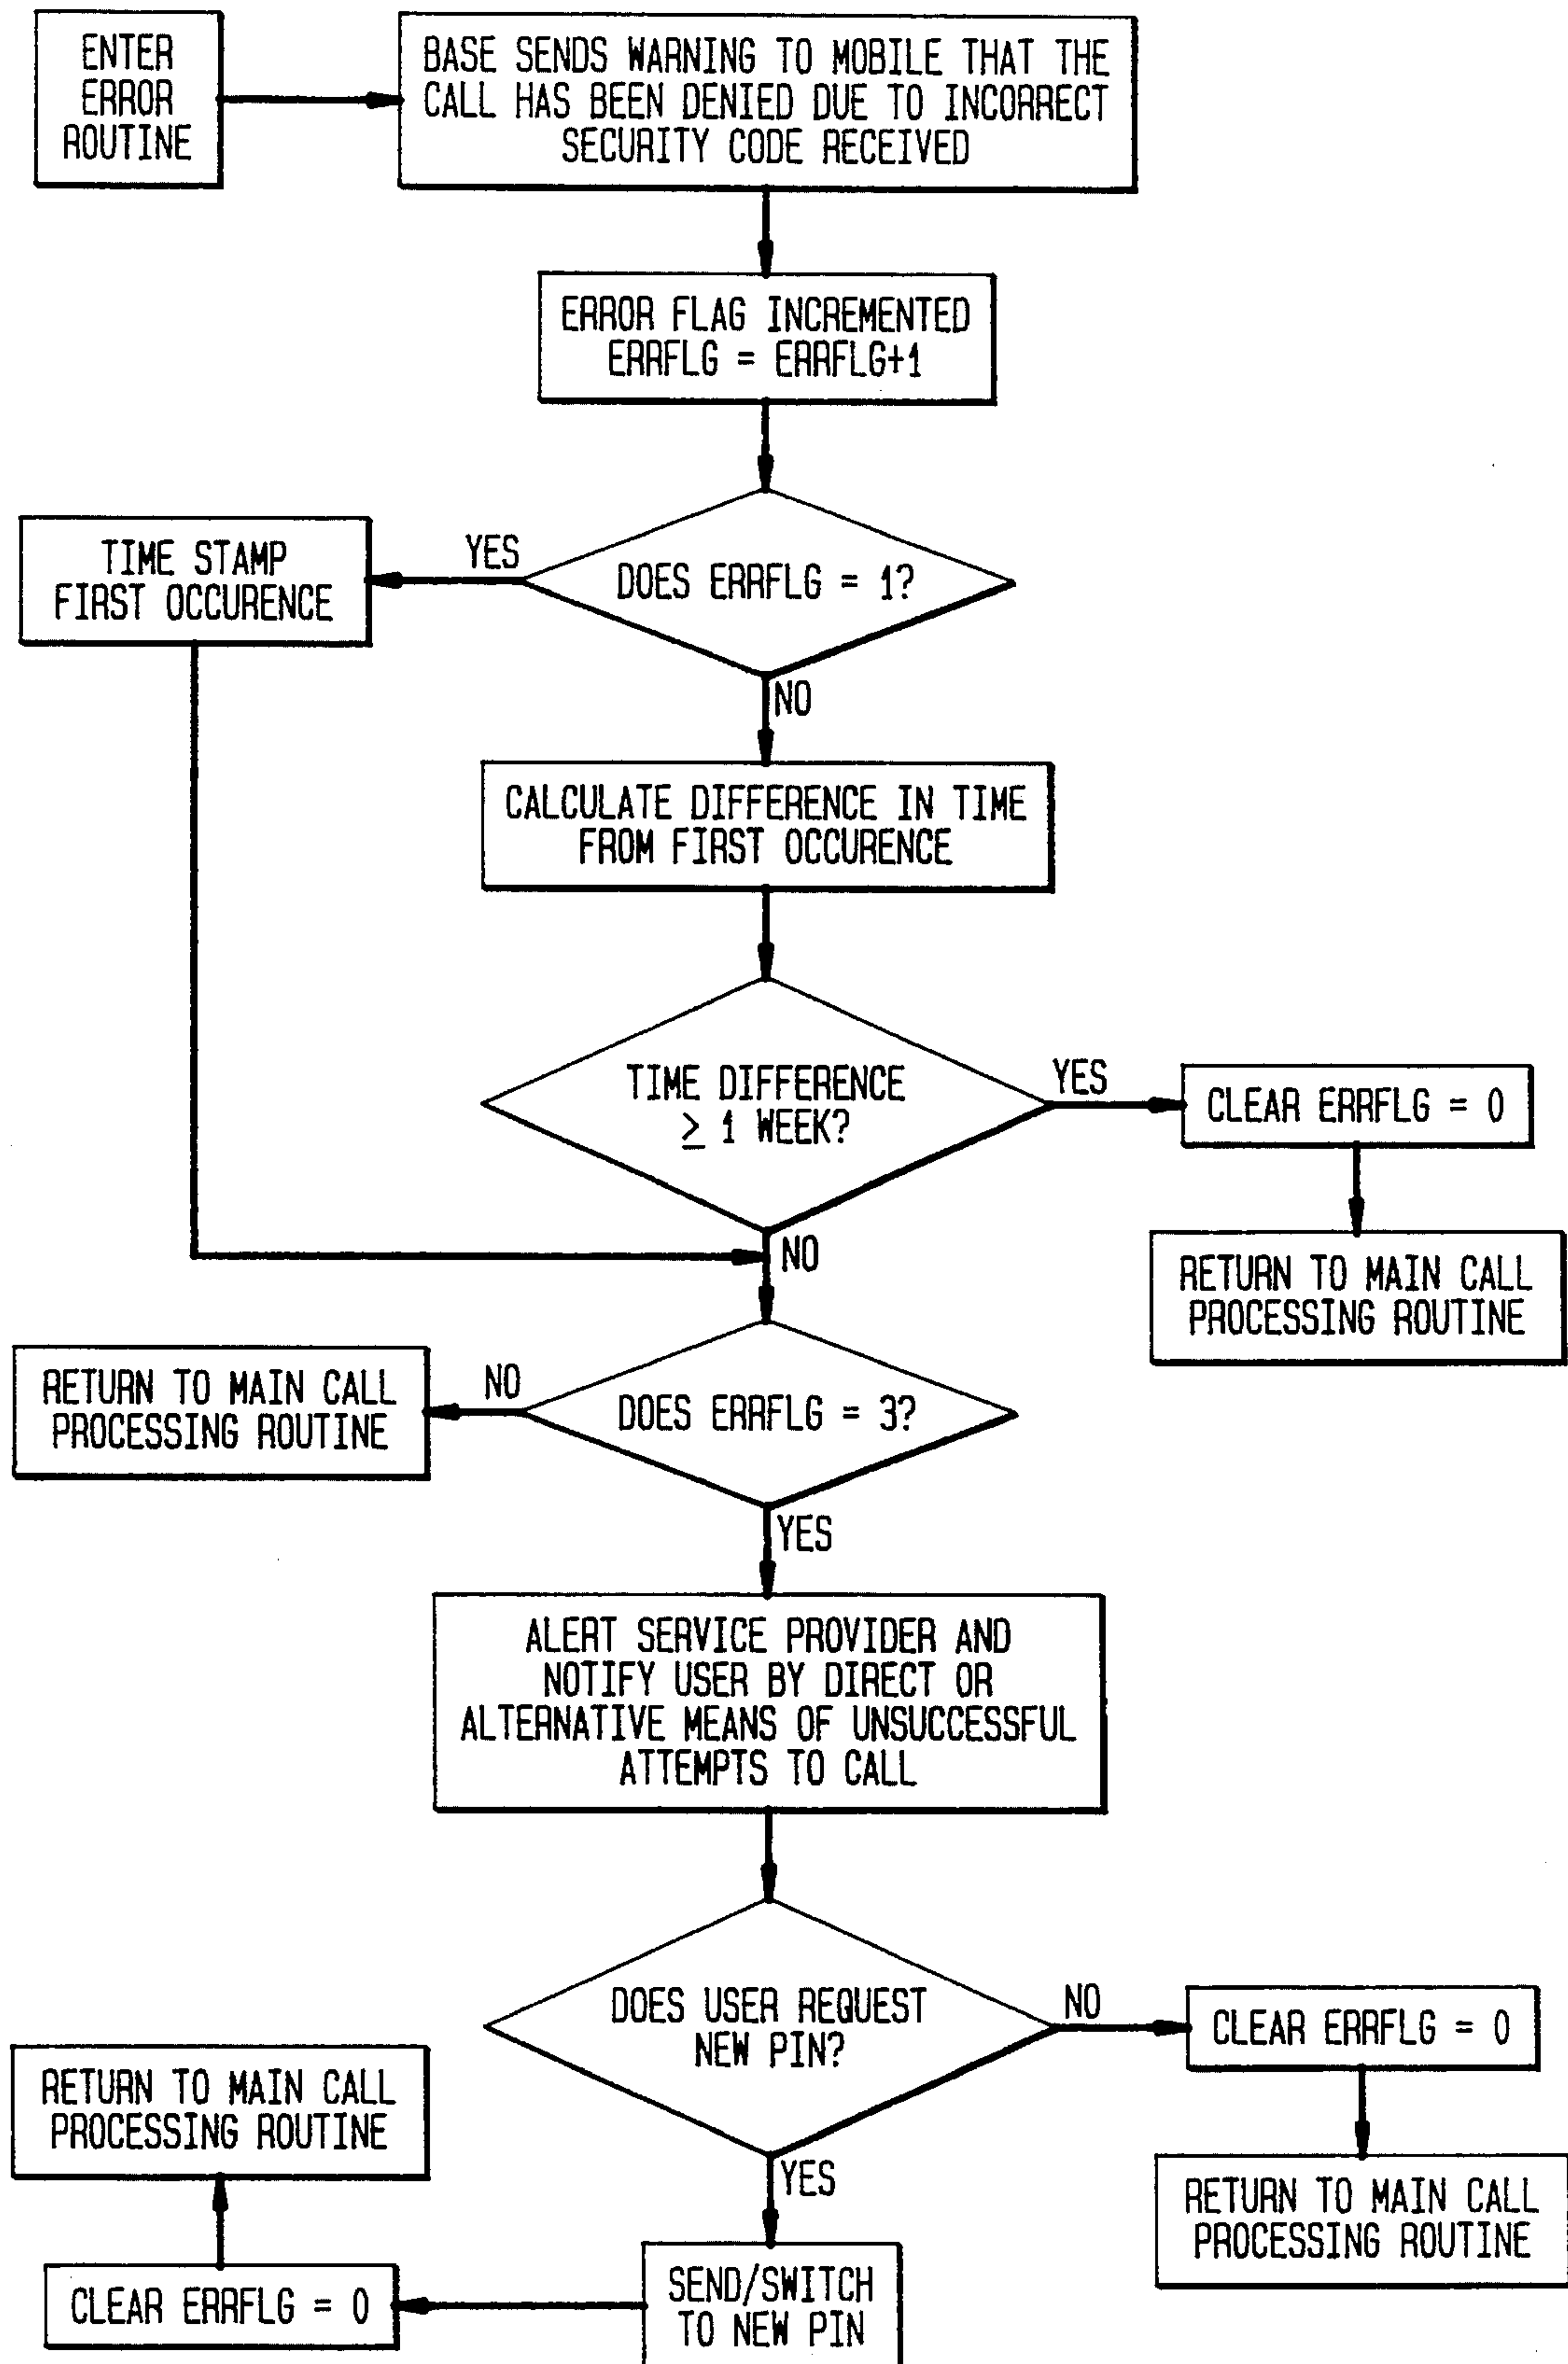 ENTER
ERROR
ROUTINE
BASE SENDS WARNING TO MOBILE THAT THE
CALL HAS BEEN DENIED DUE TO INCORRECT
SECURITY CODE RECEIVED
ERROR FLAG INCREMENTED
ERRFLG = ERRFLG+1
DOES ERRFLG = 1?
YES
TIME STAMP
FIRST OCCURENCE
NO
CALCULATE DIFFERENCE IN TIME
FROM FIRST OCCURENCE
TIME DIFFERENCE
≥ 1 WEEK?
YES
CLEAR ERRFLG = 0
RETURN TO MAIN CALL
PROCESSING ROUTINE
NO
DOES ERRFLG = 3?
NO
RETURN TO MAIN CALL
PROCESSING ROUTINE
YES
ALERT SERVICE PROVIDER AND
NOTIFY USER BY DIRECT OR
ALTERNATIVE MEANS OF UNSUCCESSFUL
ATTEMPTS TO CALL
DOES USER REQUEST
NEW PIN?
NO
CLEAR ERRFLG = 0
RETURN TO MAIN CALL
PROCESSING ROUTINE
YES
SEND/SWITCH
TO NEW PIN
CLEAR ERRFLG = 0
RETURN TO MAIN CALL
PROCESSING ROUTINE